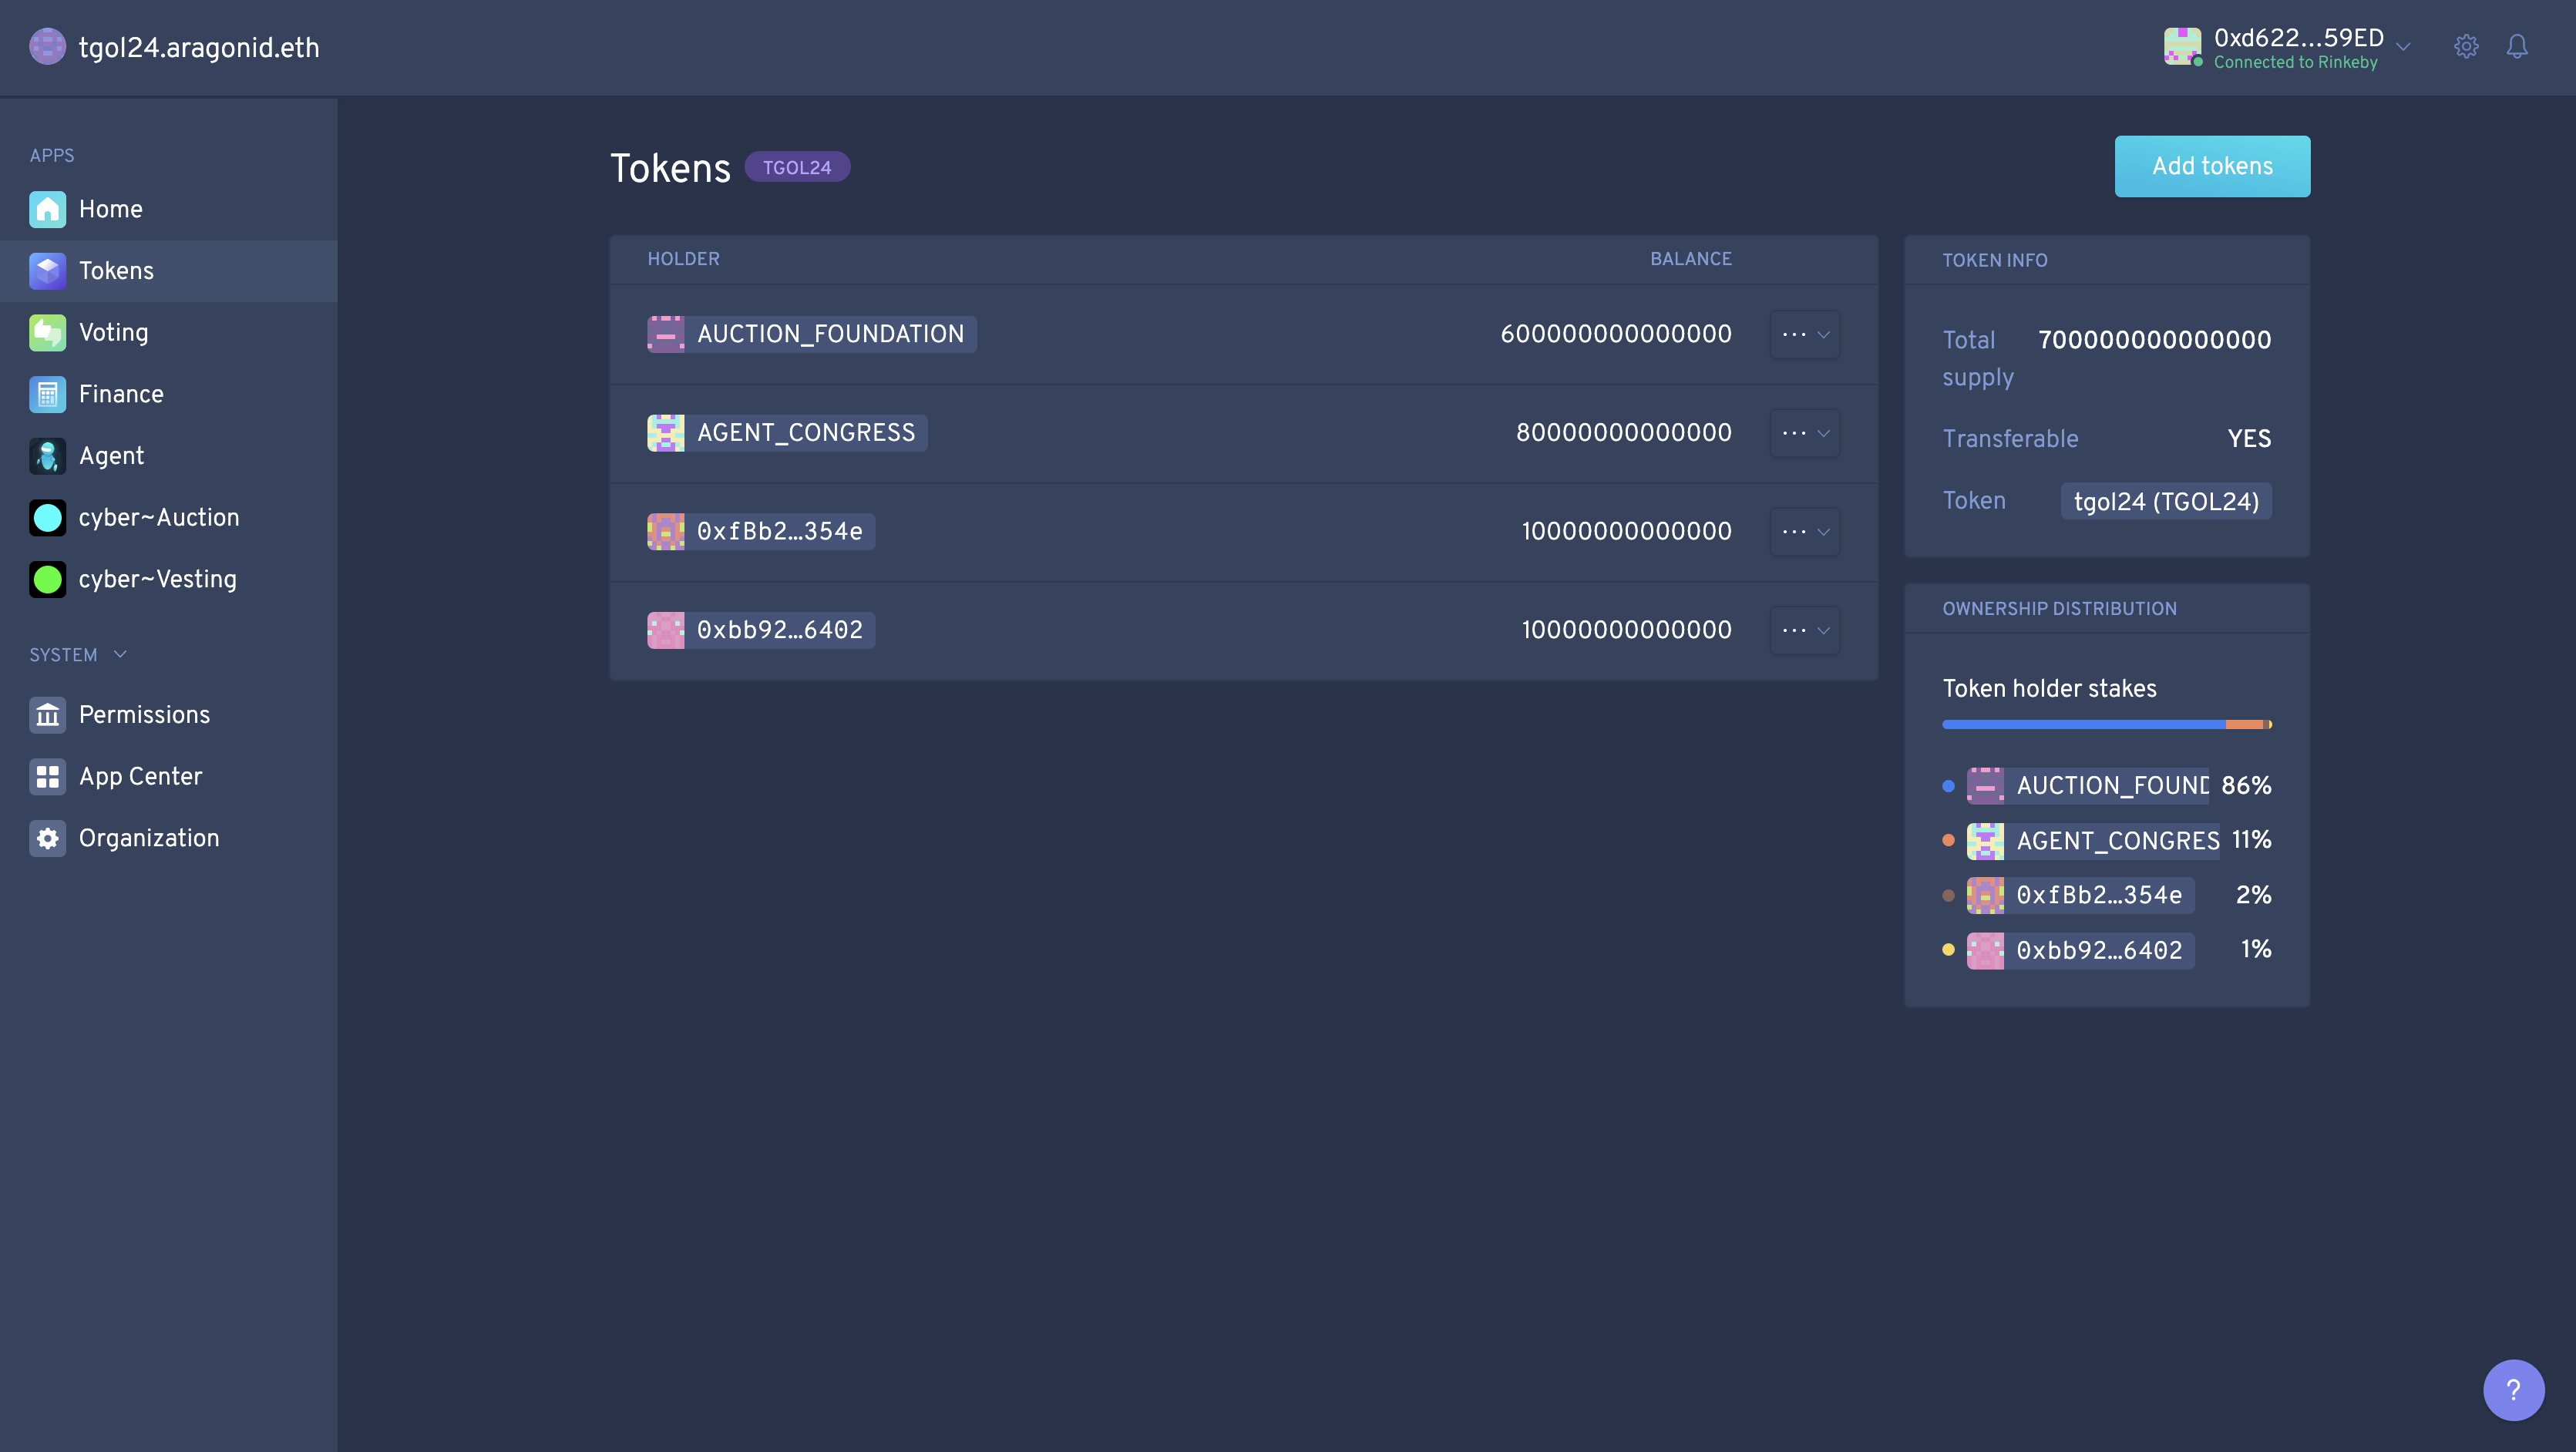 tgol24.aragonid.eth
0xd622...59ED
Connected to Rinkeby
APPS
Home
Tokens
Voting
Finance
Agent
cyber~Auction
cyber~Vesting
SYSTEM
Permissions
App Center
Organization
Tokens TGOL24
Add tokens
HOLDER BALANCE
AUCTION_FOUNDATION 600000000000000
AGENT_CONGRESS 80000000000000
0xfBb2…354e 10000000000000
0xbb92…6402 10000000000000
TOKEN INFO
Total supply 700000000000000
Transferable YES
Token tgol24 (TGOL24)
OWNERSHIP DISTRIBUTION
Token holder stakes
AUCTION_FOUND 86%
AGENT_CONGRES 11%
0xfBb2…354e 2%
0xbb92…6402 1%
?